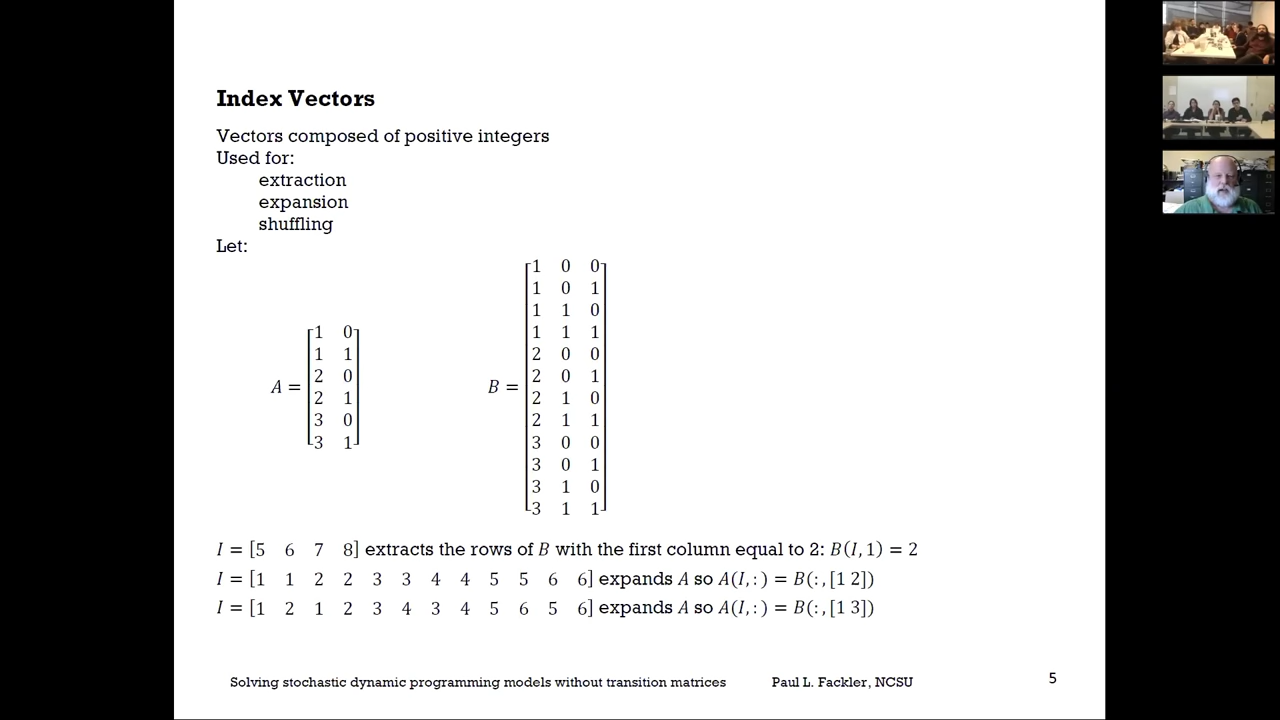 Index Vectors
Vectors composed of positive integers
Used for:
extraction
expansion
shuffling
Let:
A =
1 0
1 1
2 0
2 1
3 0
3 1
B =
1 0 0
1 0 1
1 1 0
1 1 1
2 0 0
2 0 1
2 1 0
2 1 1
3 0 0
3 0 1
3 1 0
3 1 1
I = [5 6 7 8] extracts the rows of B with the first column equal to 2: B(I, 1) = 2
I = [1 1 2 2 3 3 4 4 5 5 6 6] expands A so A(I, : ) = B(: , [1 2])
I = [1 2 1 2 3 4 3 4 5 6 5 6] expands A so A(I, : ) = B(: , [1 3])
Solving stochastic dynamic programming models without transition matrices Paul L. Fackler, NCSU 5